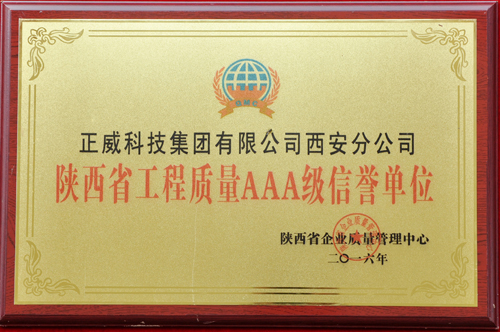 正威科技集团有限公司西安分公司
陕西省工程质量AAA级信誉单位
陕西省企业质量管理中心
二〇一六年